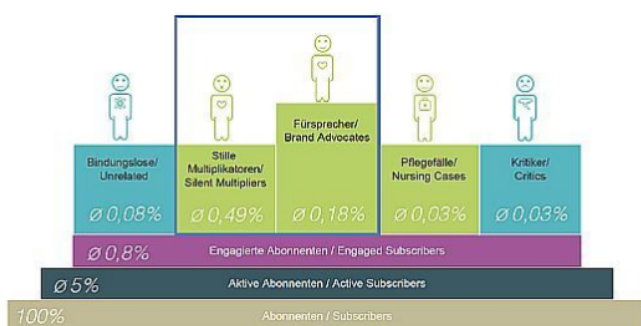 Fürsprecher/
Brand Advocates
Bindungslose/
Unrelated
Stille
Multiplikatoren/
Silent Multipliers
Pflegefälle/
Nursing Cases
Kritiker/
Critics
Ø 0,08%
Ø 0,49%
Ø 0,18%
Ø 0,03%
Ø 0,03%
Ø 0,8%
Engagierte Abonnenten / Engaged Subscribers
Ø 5%
Aktive Abonnenten / Active Subscribers
100%
Abonnenten / Subscribers